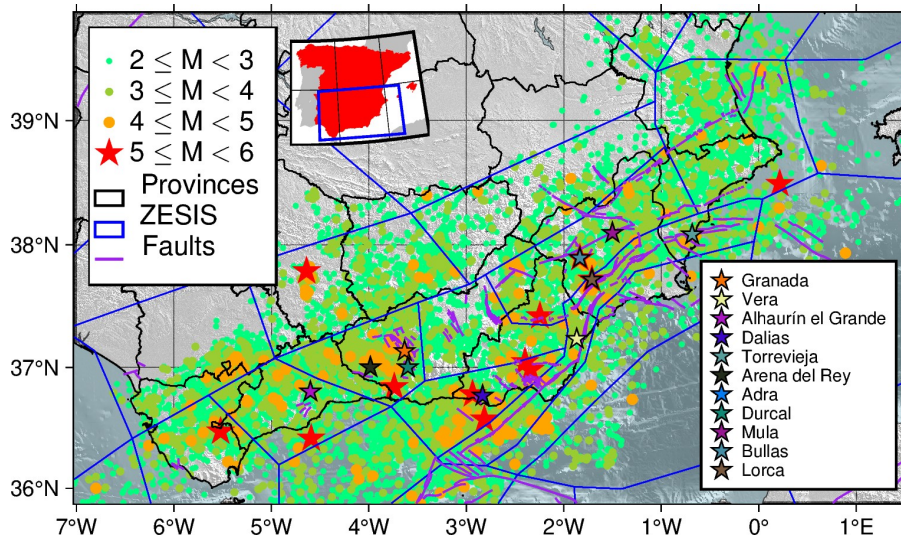 2 ≤ M < 3
3 ≤ M < 4
4 ≤ M < 5
5 ≤ M < 6
Provinces
ZESIS
Faults
39°N
38°N
37°N
36°N
Granada
Vera
Alhaurín el Grande
Dalias
Torrevieja
Arena del Rey
Adra
Durcal
Mula
Bullas
Lorca
7°W 6°W 5°W 4°W 3°W 2°W 1°W 0° 1°E